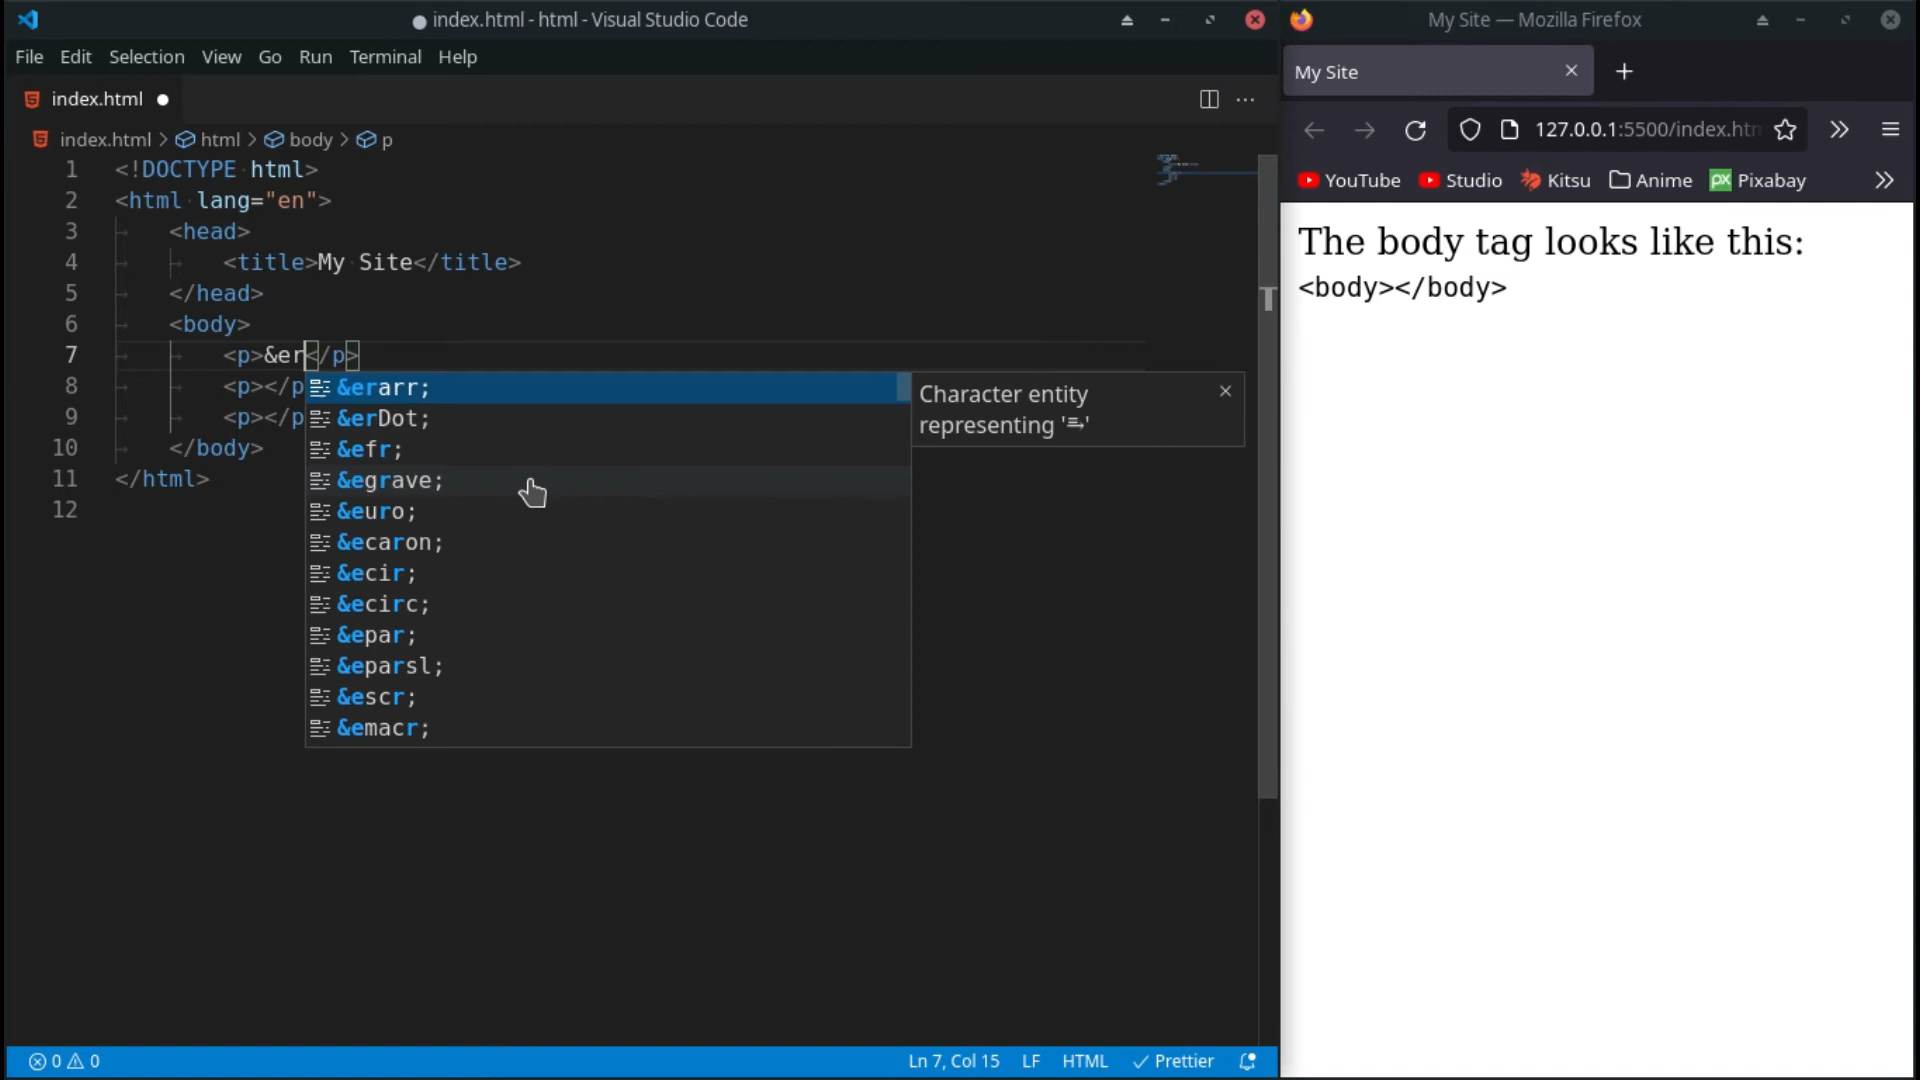 index.html - html - Visual Studio Code
File Edit Selection View Go Run Terminal Help
index.html
index.html > html > body > p
1 <!DOCTYPE html>
2 <html lang="en">
3 <head>
4 <title>My Site</title>
5 </head>
6 <body>
7 <p>&er</p>
8 <p></p
9 <p></p
10 </body>
11 </html>
12
&erarr;
&erDot;
&efr;
&egrave;
&euro;
&ecaron;
&ecir;
&ecirc;
&epar;
&eparsl;
&escr;
&emacr;
Character entity
representing '⥱'
0 0 Ln 7, Col 15 LF HTML Prettier
My Site — Mozilla Firefox
My Site
127.0.0.1:5500/index.htm
YouTube Studio Kitsu Anime px Pixabay
The body tag looks like this:
<body></body>